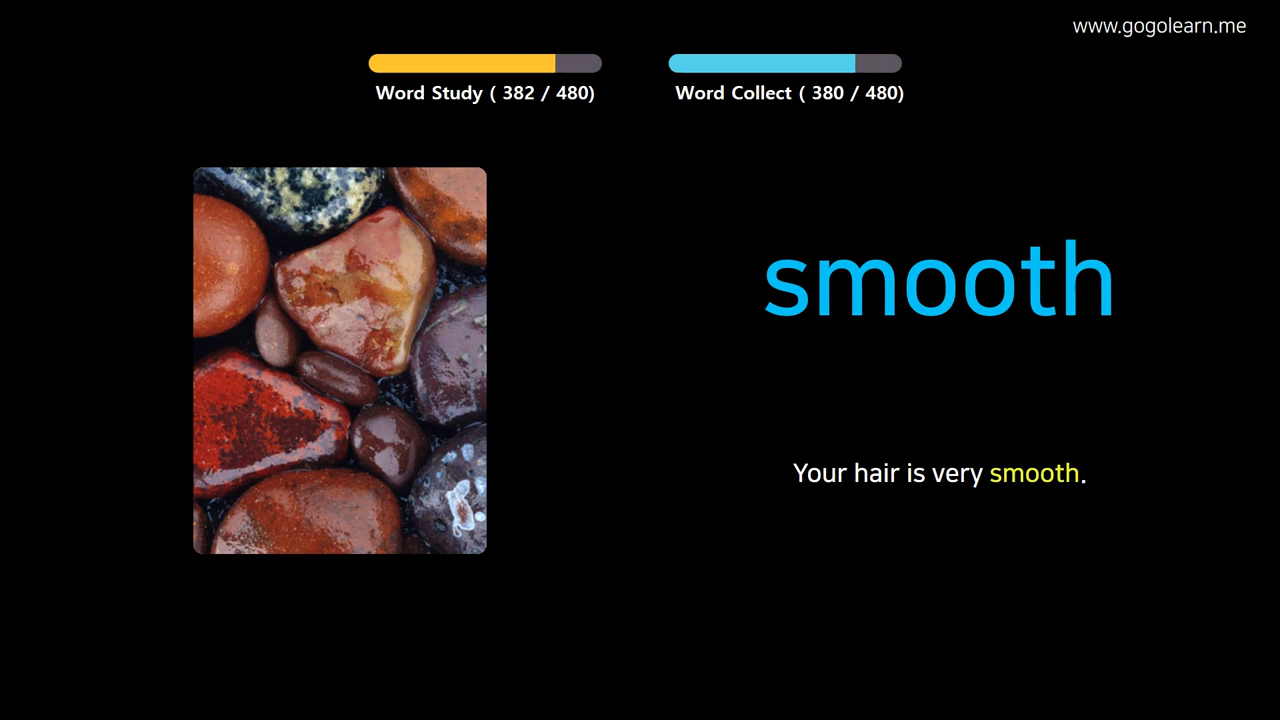 www.gogolearn.me
Word Study ( 382 / 480)
Word Collect ( 380 / 480)
smooth
Your hair is very smooth.